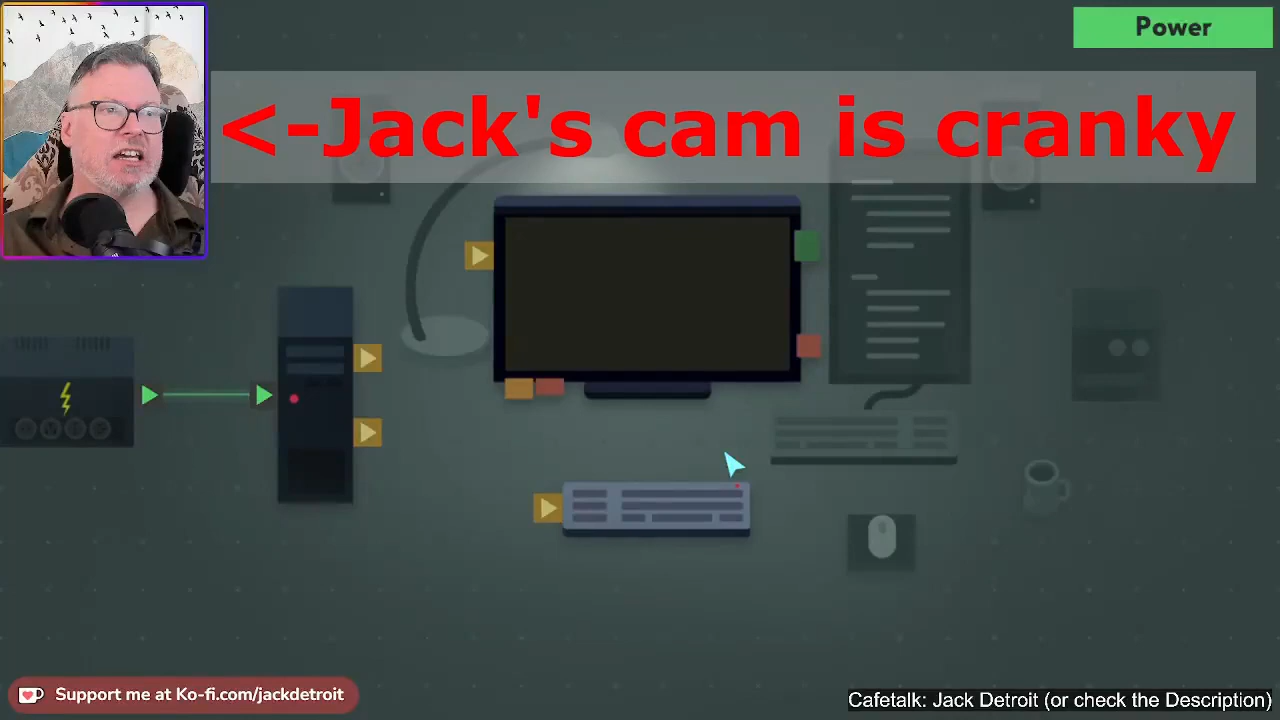 Power
<-Jack's cam is cranky
Support me at Ko-fi.com/jackdetroit
Cafetalk: Jack Detroit (or check the Description)